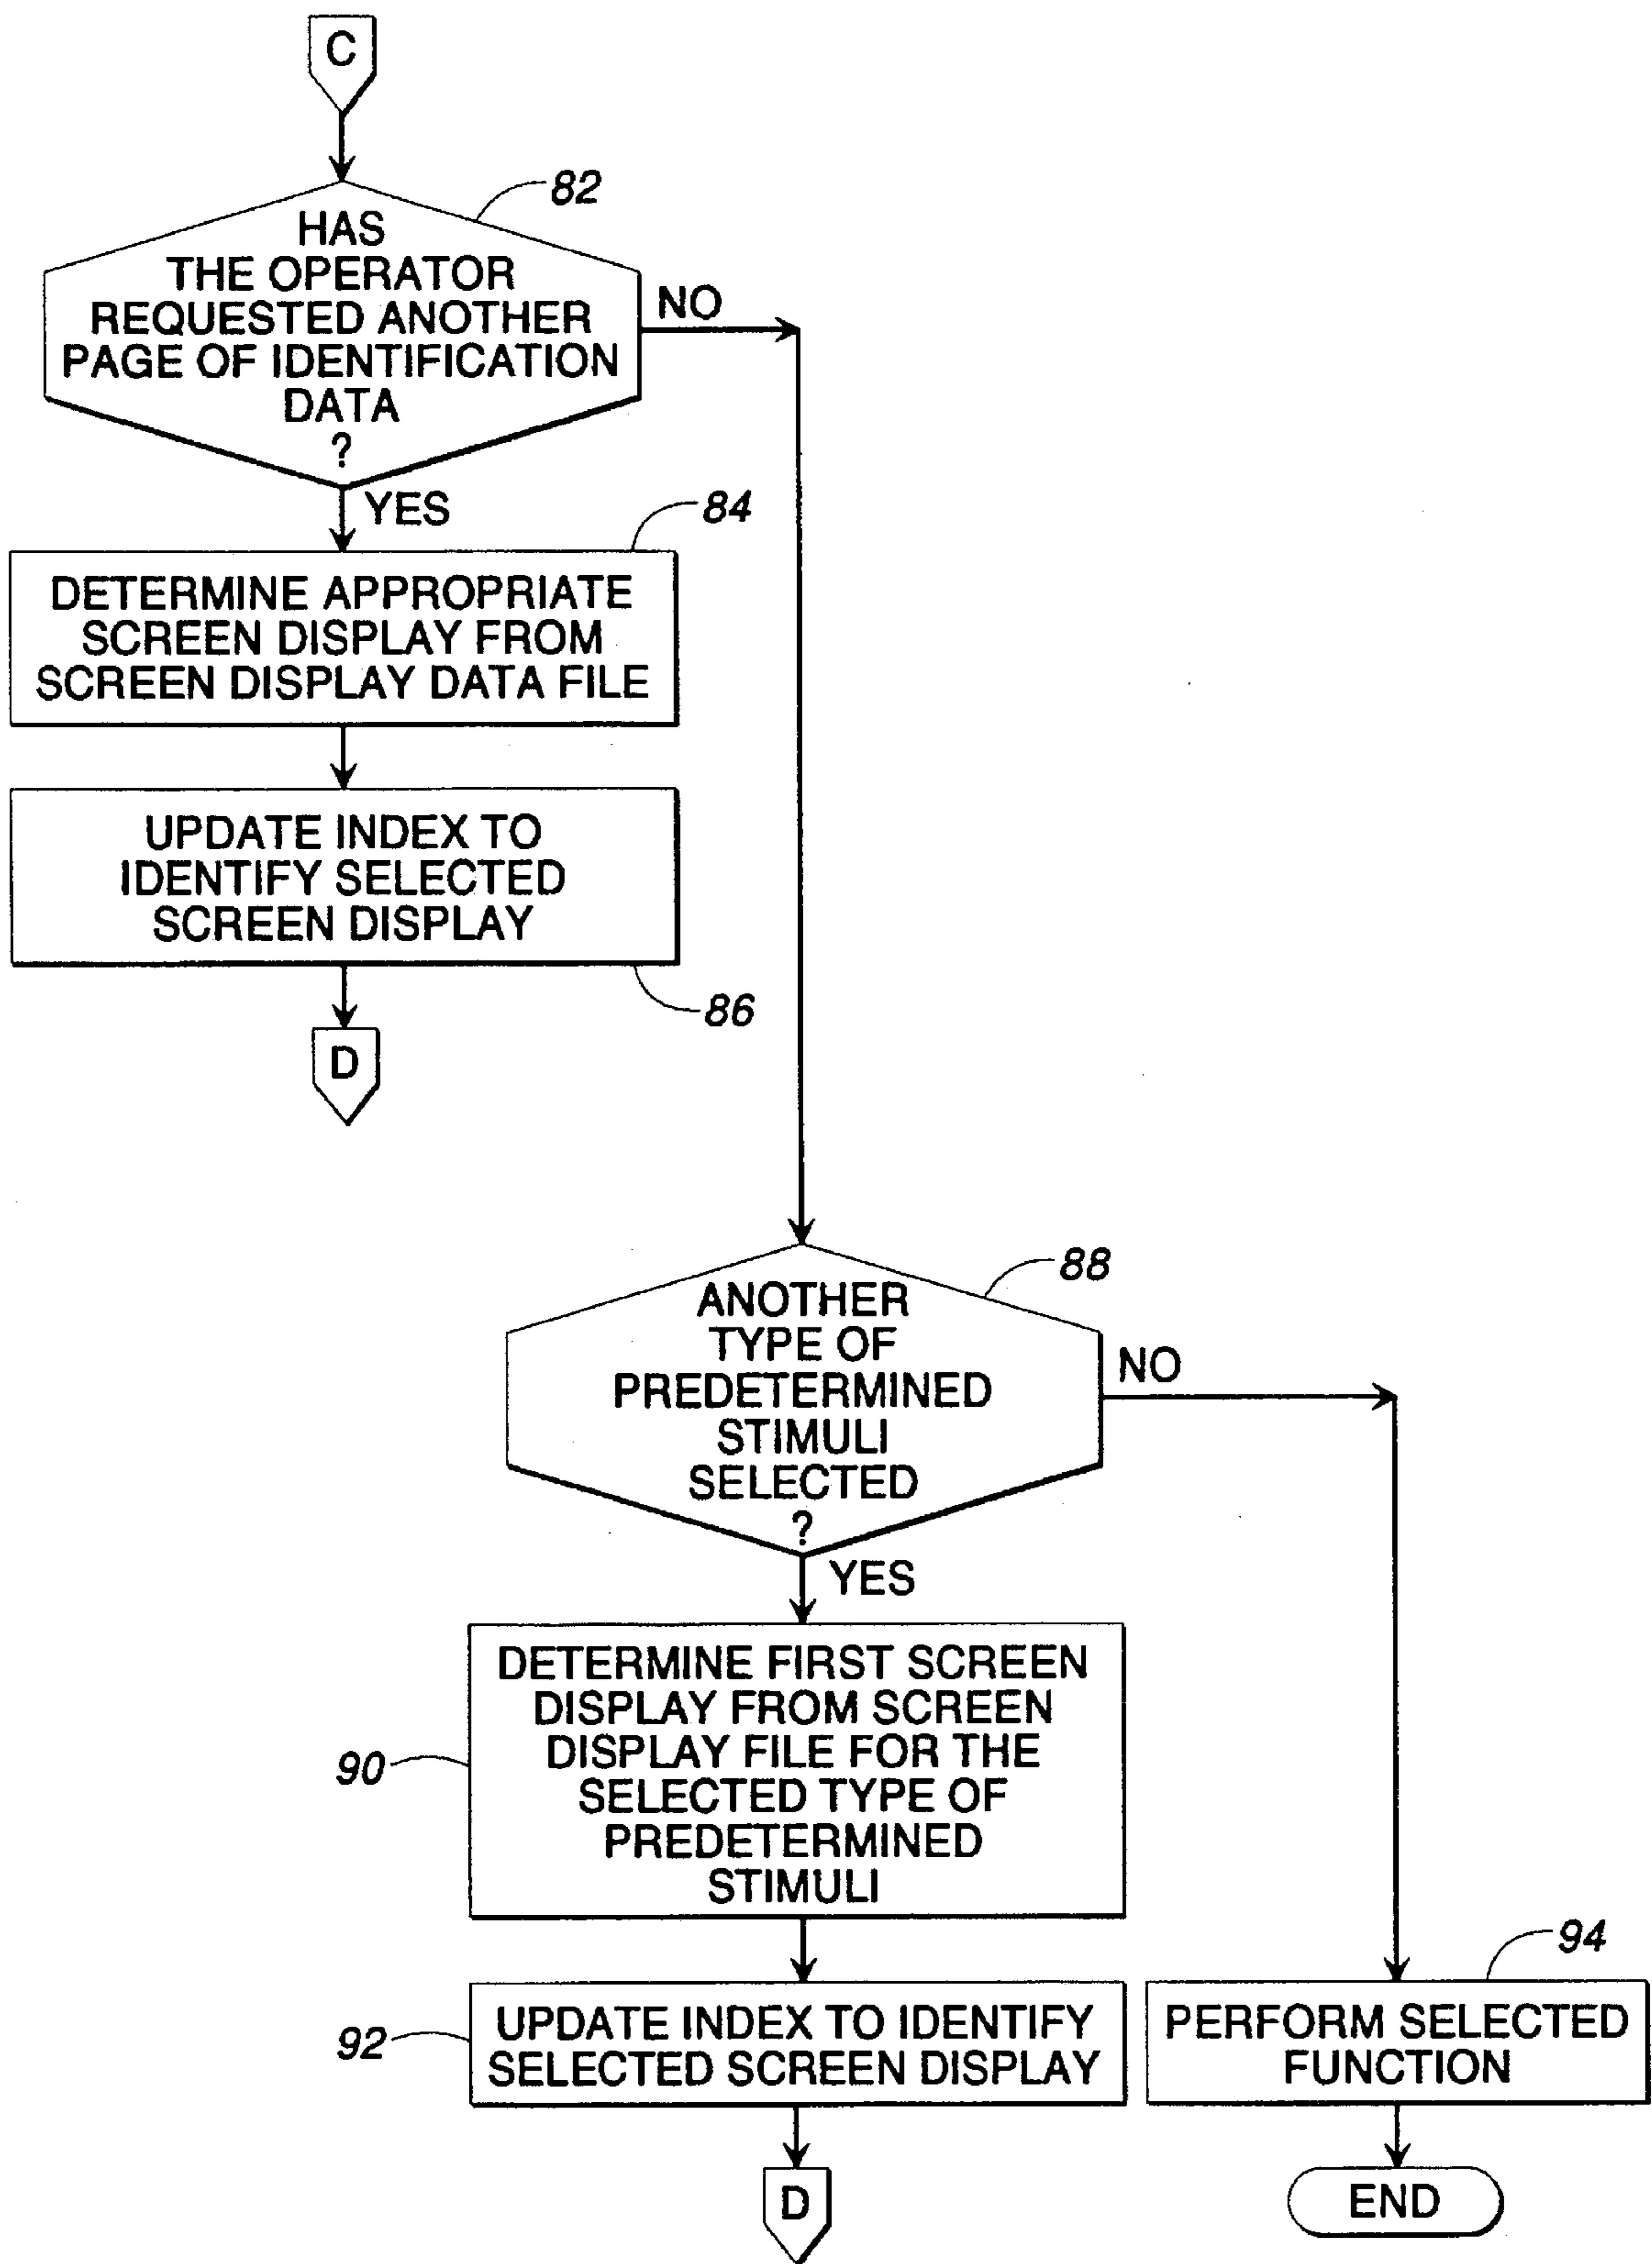 C
82
HAS
THE OPERATOR
REQUESTED ANOTHER
PAGE OF IDENTIFICATION
DATA
?
NO
YES
84
DETERMINE APPROPRIATE
SCREEN DISPLAY FROM
SCREEN DISPLAY DATA FILE
UPDATE INDEX TO
IDENTIFY SELECTED
SCREEN DISPLAY
86
D
88
ANOTHER
TYPE OF
PREDETERMINED
STIMULI
SELECTED
?
NO
YES
90
DETERMINE FIRST SCREEN
DISPLAY FROM SCREEN
DISPLAY FILE FOR THE
SELECTED TYPE OF
PREDETERMINED
STIMULI
92
UPDATE INDEX TO IDENTIFY
SELECTED SCREEN DISPLAY
D
94
PERFORM SELECTED
FUNCTION
END